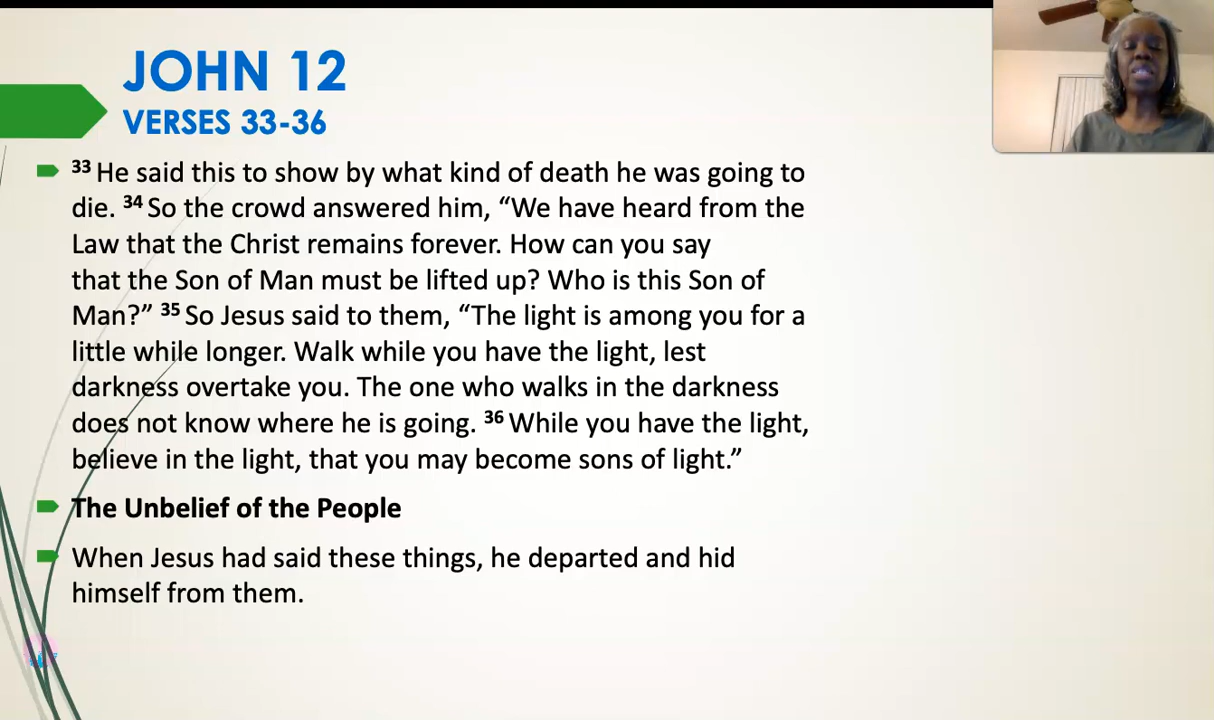 JOHN 12
VERSES 33-36
33 He said this to show by what kind of death he was going to
die. 34 So the crowd answered him, “We have heard from the
Law that the Christ remains forever. How can you say
that the Son of Man must be lifted up? Who is this Son of
Man?” 35 So Jesus said to them, “The light is among you for a
little while longer. Walk while you have the light, lest
darkness overtake you. The one who walks in the darkness
does not know where he is going. 36 While you have the light,
believe in the light, that you may become sons of light.”
The Unbelief of the People
When Jesus had said these things, he departed and hid
himself from them.